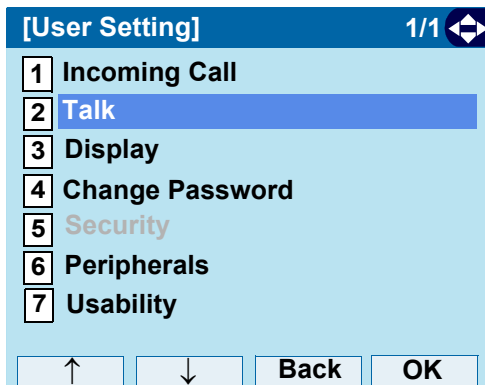 [User Setting] 1/1
1 Incoming Call
2 Talk
3 Display
4 Change Password
5 Security
6 Peripherals
7 Usability
↑ ↓ Back OK